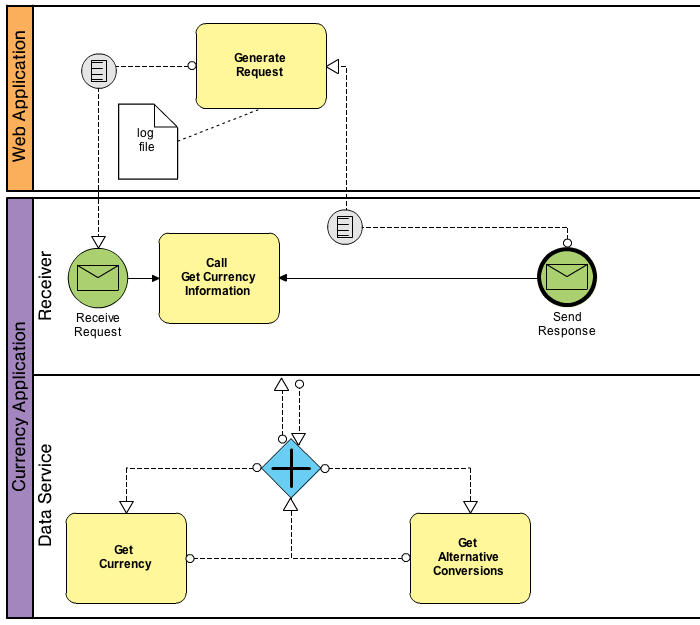 Web Application
Generate
Request
log
file
Currency Application
Receiver
Receive
Request
Call
Get Currency
Information
Send
Response
Data Service
Get
Currency
Get
Alternative
Conversions